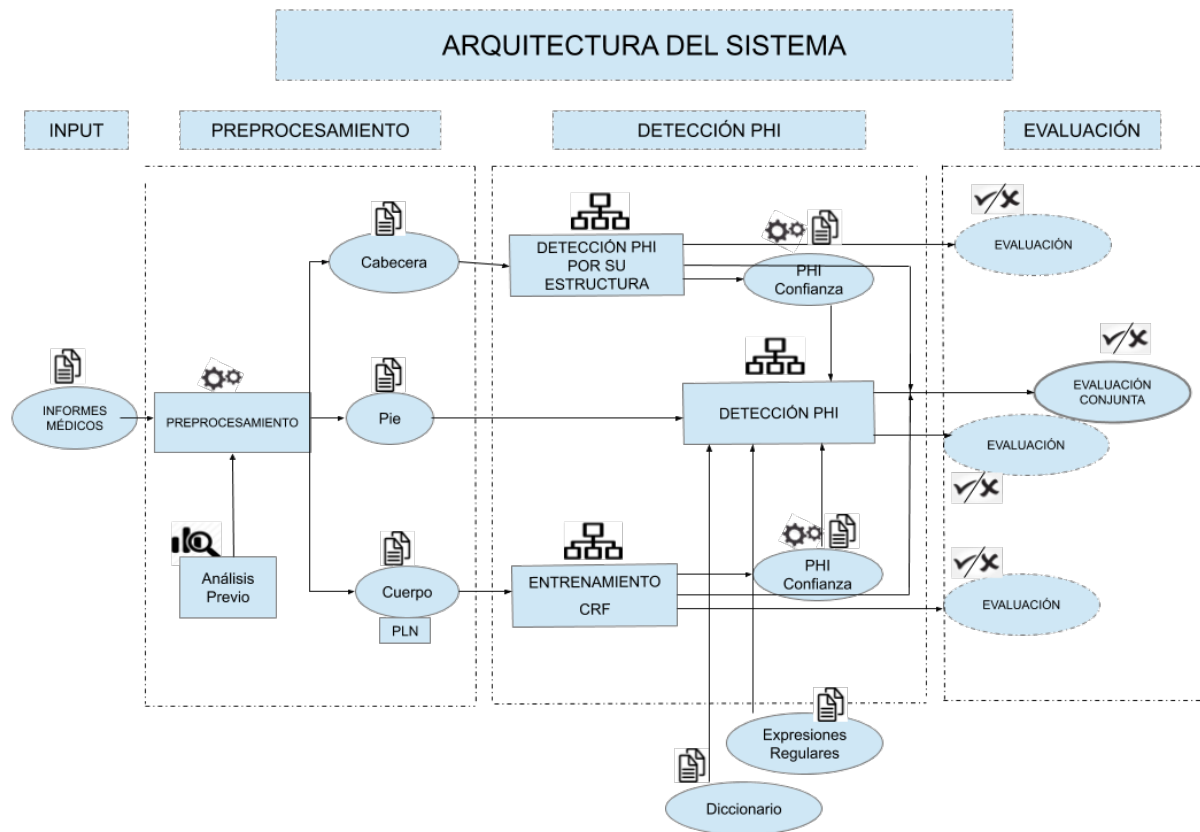 ARQUITECTURA DEL SISTEMA
INPUT
PREPROCESAMIENTO
DETECCIÓN PHI
EVALUACIÓN
Cabecera
DETECCIÓN PHI
POR SU
ESTRUCTURA
PHI
Confianza
EVALUACIÓN
INFORMES
MÉDICOS
PREPROCESAMIENTO
Pie
DETECCIÓN PHI
EVALUACIÓN
CONJUNTA
EVALUACIÓN
Análisis
Previo
Cuerpo
PLN
ENTRENAMIENTO
CRF
PHI
Confianza
EVALUACIÓN
Expresiones
Regulares
Diccionario